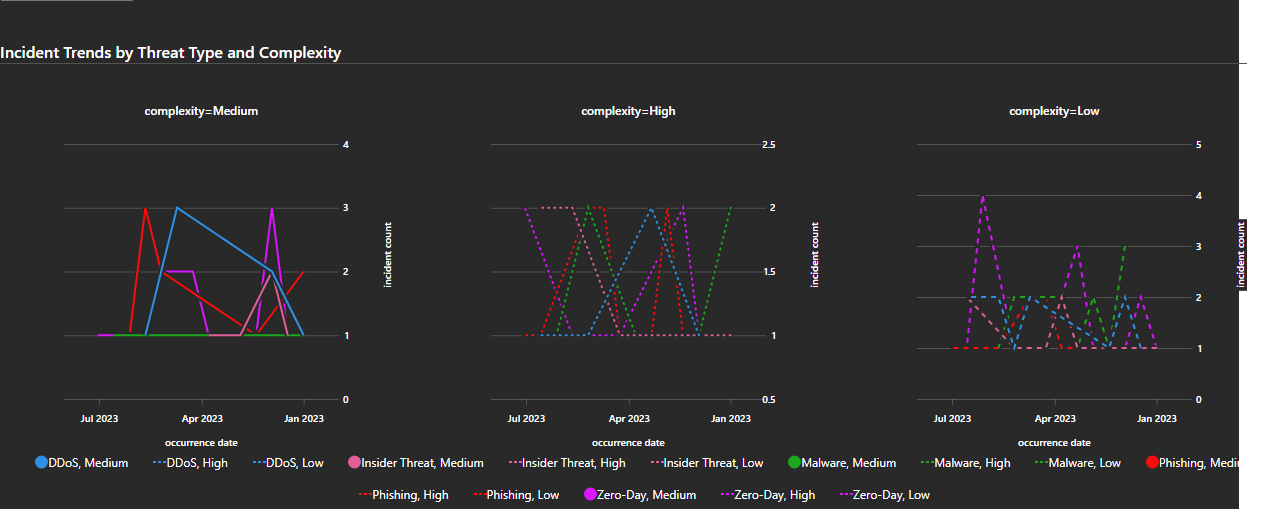 Incident Trends by Threat Type and Complexity
complexity=Medium
complexity=High
complexity=Low
4
3
2
1
0
incident count
2.5
2
1.5
1
0.5
incident count
5
4
3
2
1
0
incident count
Jul 2023 Apr 2023 Jan 2023
Jul 2023 Apr 2023 Jan 2023
Jul 2023 Apr 2023 Jan 2023
occurrence date
occurrence date
occurrence date
DDoS, Medium DDoS, High DDoS, Low Insider Threat, Medium Insider Threat, High Insider Threat, Low Malware, Medium Malware, High Malware, Low Phishing, Mediu
Phishing, High Phishing, Low Zero-Day, Medium Zero-Day, High Zero-Day, Low